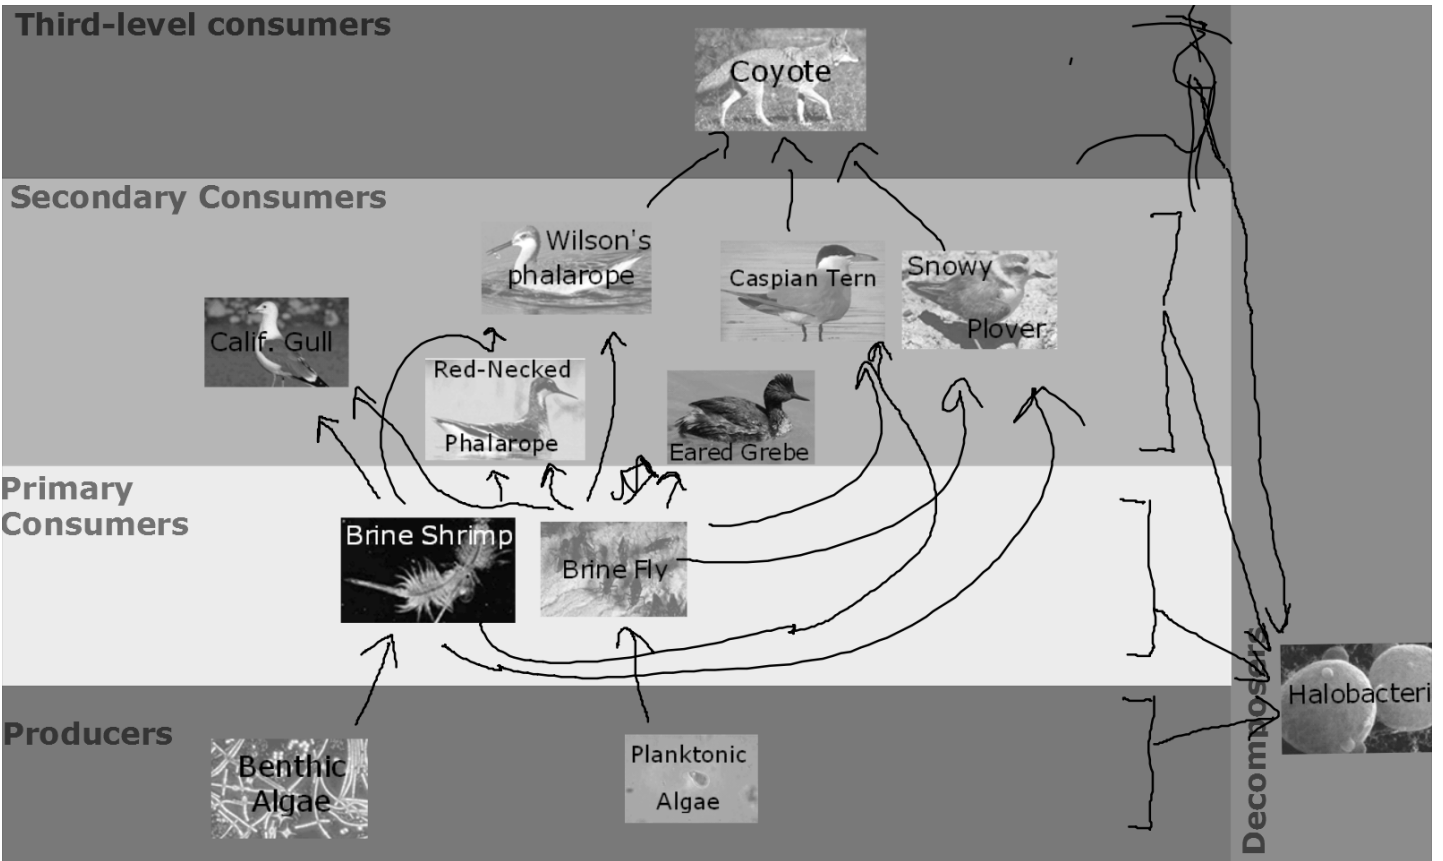 Third-level consumers
Coyote
Secondary Consumers
Wilson's
phalarope
Caspian Tern
Snowy
Plover
Calif. Gull
Red-Necked
Phalarope
Eared Grebe
Primary
Consumers
Brine Shrimp
Brine Fly
Producers
Benthic
Algae
Planktonic
Algae
Decomposers
Halobacteri